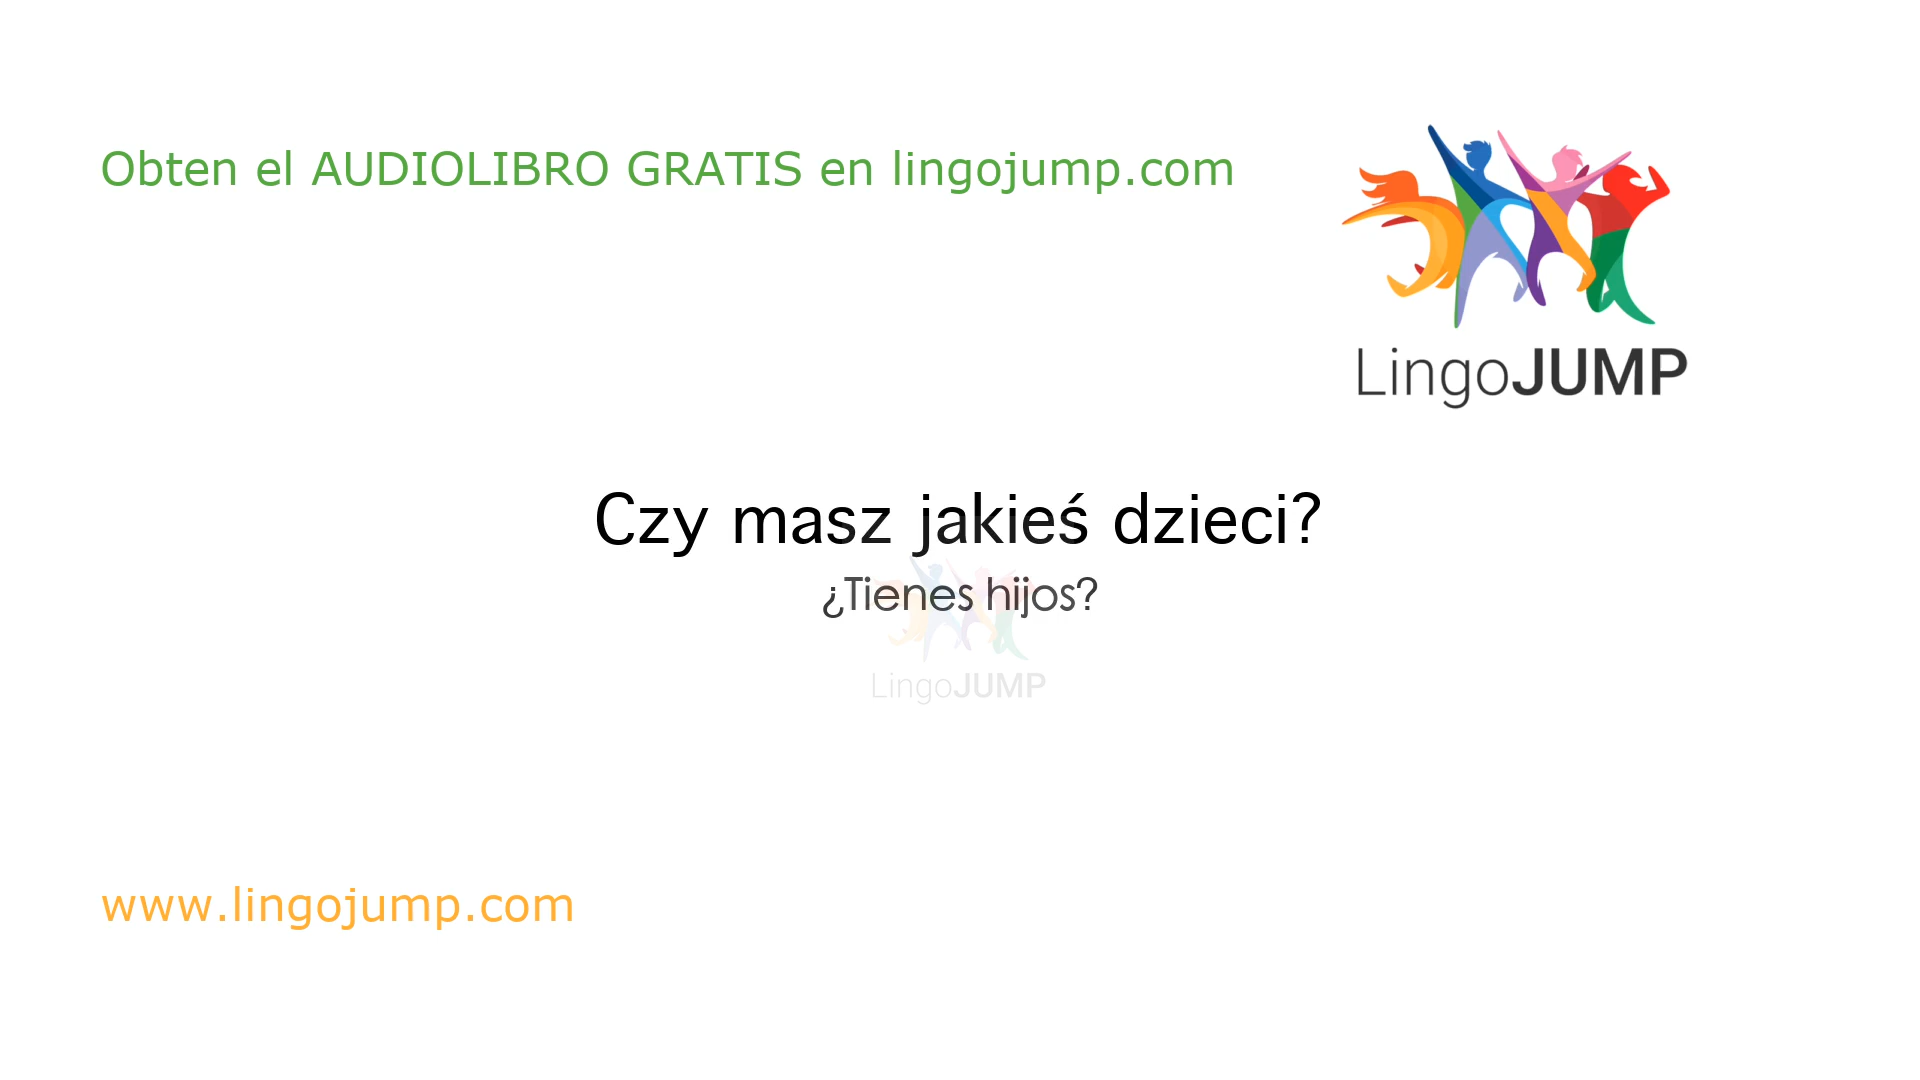 Obten el AUDIOLIBRO GRATIS en lingojump.com
LingoJUMP
Czy masz jakieś dzieci?
¿Tienes hijos?
LingoJUMP
www.lingojump.com